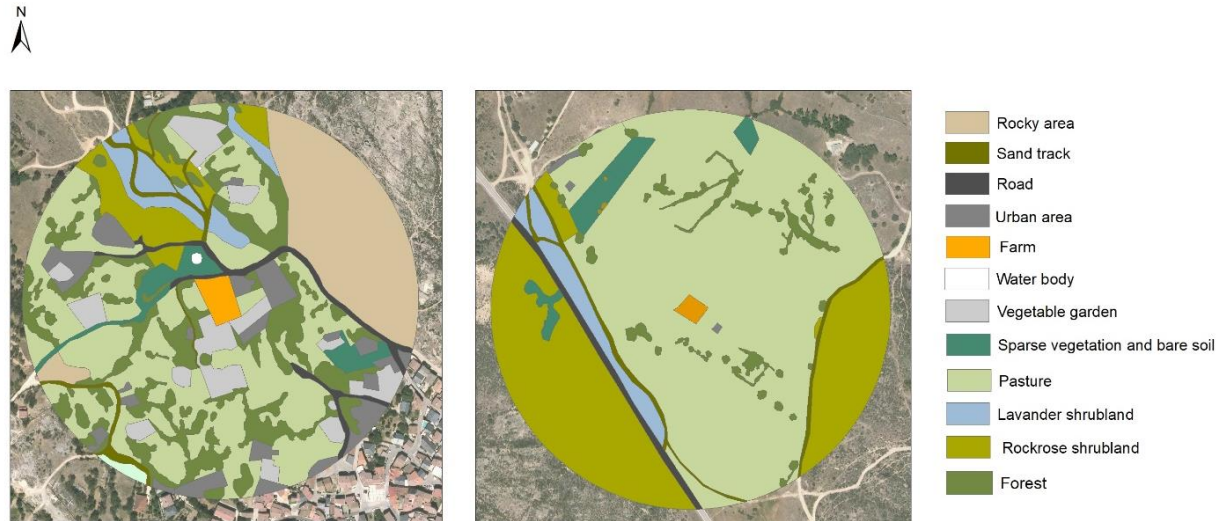 N
Rocky area
Sand track
Road
Urban area
Farm
Water body
Vegetable garden
Sparse vegetation and bare soil
Pasture
Lavander shrubland
Rockrose shrubland
Forest